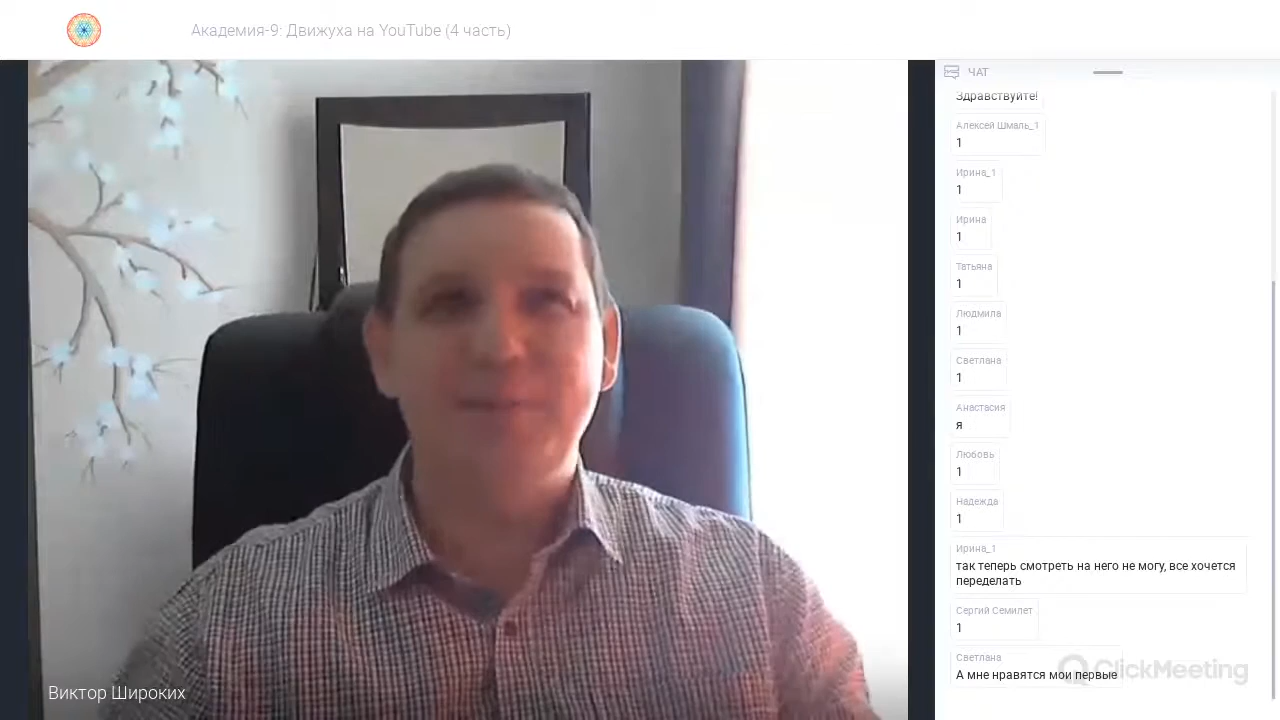 Академия-9: Движуха на YouTube (4 часть)
ЧАТ
Здравствуйте!
Алексей Шмаль_1
1
Ирина_1
1
Ирина
1
Татьяна
1
Людмила
1
Светлана
1
Анастасия
я
Любовь
1
Надежда
1
Ирина_1
так теперь смотреть на него не могу, все хочется
переделать
Сергий Семилет
1
Светлана
А мне нравятся мои первые
ClickMeeting
Виктор Широких